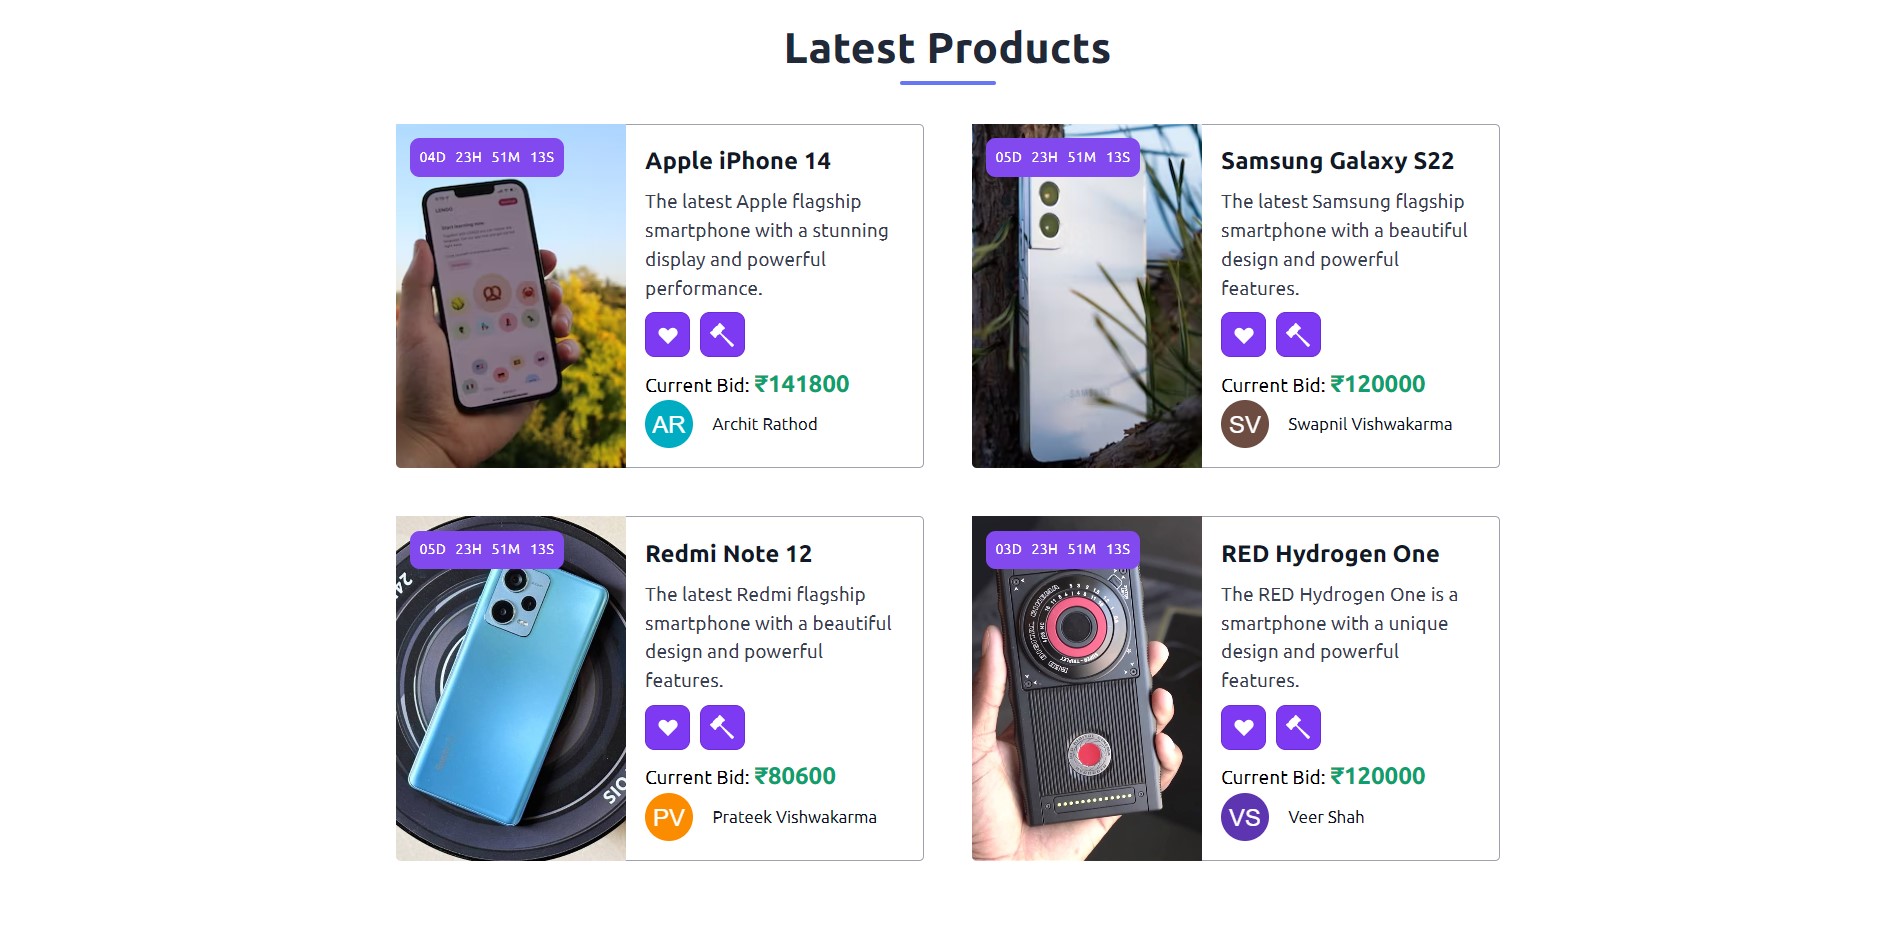 Latest Products
04D 23H 51M 13S
Apple iPhone 14
The latest Apple flagship
smartphone with a stunning
display and powerful
performance.
Current Bid: ₹141800
AR Archit Rathod
05D 23H 51M 13S
Samsung Galaxy S22
The latest Samsung flagship
smartphone with a beautiful
design and powerful
features.
SAMSUNG
Current Bid: ₹120000
SV Swapnil Vishwakarma
05D 23H 51M 13S
Redmi Note 12
The latest Redmi flagship
smartphone with a beautiful
design and powerful
features.
Current Bid: ₹80600
PV Prateek Vishwakarma
03D 23H 51M 13S
RED Hydrogen One
The RED Hydrogen One is a
smartphone with a unique
design and powerful
features.
Current Bid: ₹120000
VS Veer Shah